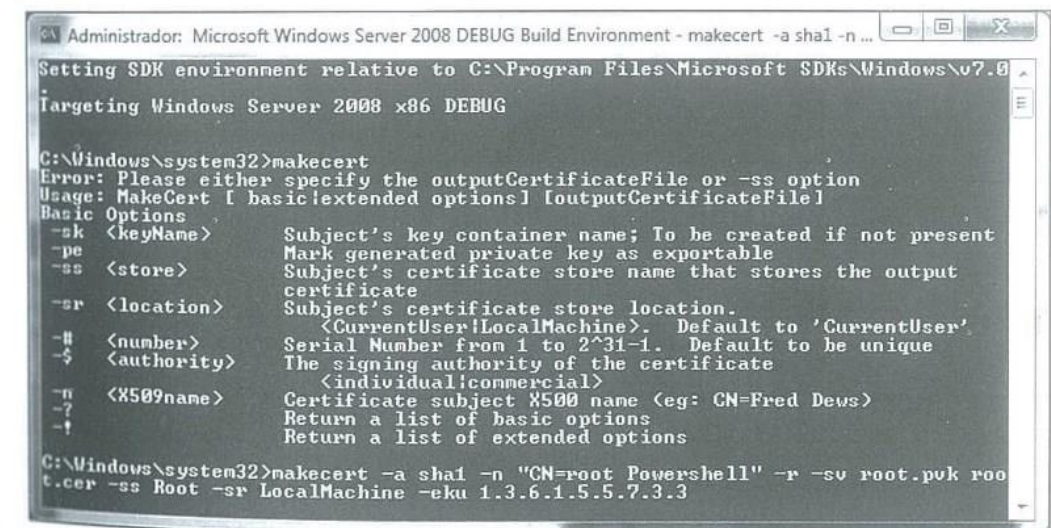 Administrador: Microsoft Windows Server 2008 DEBUG Build Environment - makecert -a sha1 -n ...
Setting SDK environment relative to C:\Program Files\Microsoft SDKs\Windows\v7.0
.
Targeting Windows Server 2008 x86 DEBUG
C:\Windows\system32>makecert
Error: Please either specify the outputCertificateFile or -ss option
Usage: MakeCert [ basic|extended options] [outputCertificateFile]
Basic Options
-sk <keyName> Subject's key container name; To be created if not present
-pe Mark generated private key as exportable
-ss <store> Subject's certificate store name that stores the output
certificate
-sr <location> Subject's certificate store location.
<CurrentUser|LocalMachine>. Default to 'CurrentUser'
-# <number> Serial Number from 1 to 2^31-1. Default to be unique
-$ <authority> The signing authority of the certificate
<individual|commercial>
-n <X509name> Certificate subject X500 name (eg: CN=Fred Dews)
-? Return a list of basic options
-! Return a list of extended options
C:\Windows\system32>makecert -a sha1 -n "CN=root Powershell" -r -sv root.pvk roo
t.cer -ss Root -sr LocalMachine -eku 1.3.6.1.5.5.7.3.3